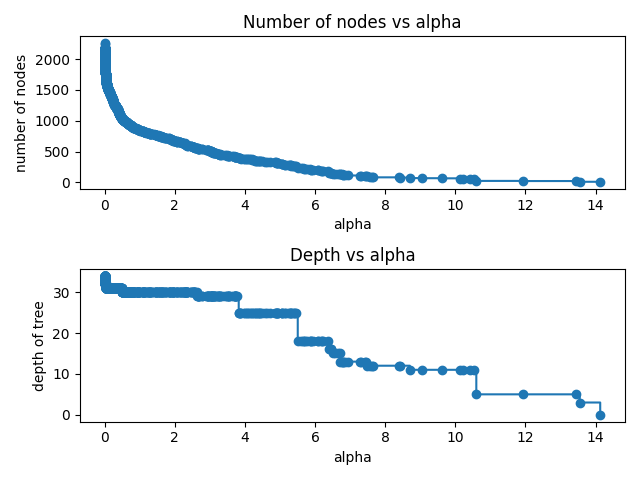 Number of nodes vs alpha
number of nodes
2000
1500
1000
500
0
0 2 4 6 8 10 12 14
alpha
Depth vs alpha
depth of tree
30
20
10
0
0 2 4 6 8 10 12 14
alpha